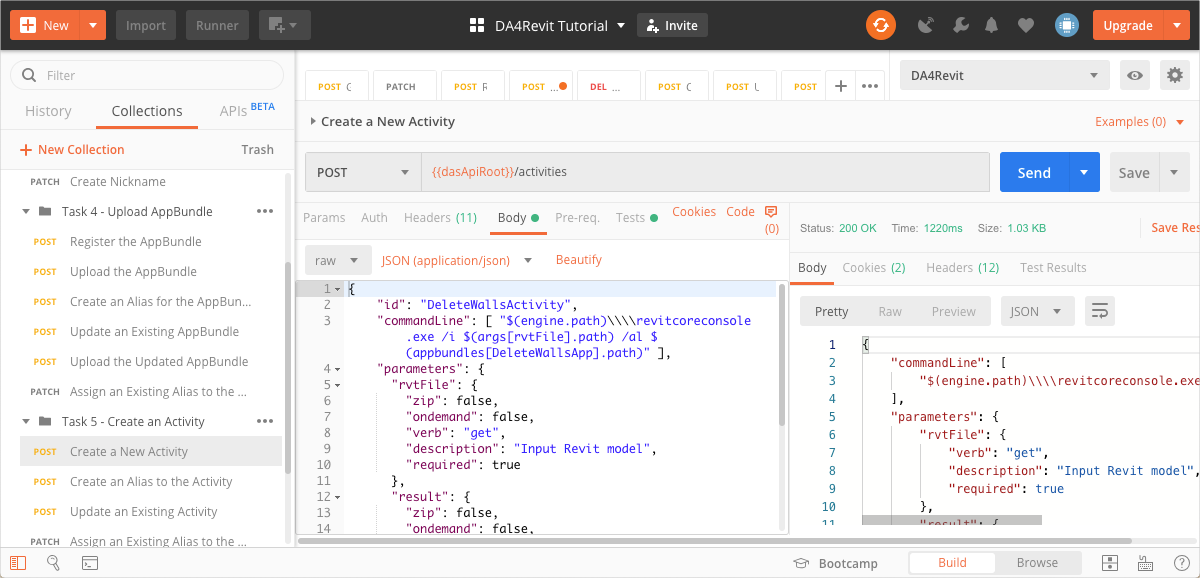 New
Import
Runner
DA4Revit Tutorial
Invite
Upgrade
Filter
History
Collections
APIs BETA
New Collection
Trash
PATCH Create Nickname
Task 4 - Upload AppBundle
POST Register the AppBundle
POST Upload the AppBundle
POST Create an Alias for the AppBun...
POST Update an Existing AppBundle
POST Upload the Updated AppBundle
PATCH Assign an Existing Alias to the ...
Task 5 - Create an Activity
POST Create a New Activity
POST Create an Alias to the Activity
POST Update an Existing Activity
PATCH Assign an Existing Alias to the ...
POST C
PATCH
POST R
POST ...
DEL ...
POST C
POST U
POST
DA4Revit
Create a New Activity
Examples (0)
POST
{{dasApiRoot}}/activities
Send
Save
Params
Auth
Headers (11)
Body
Pre-req.
Tests
Cookies
Code
(0)
raw
JSON (application/json)
Beautify
1 {
2 "id": "DeleteWallsActivity",
3 "commandLine": [ "$(engine.path)\\\\revitcoreconsole
.exe /i $(args[rvtFile].path) /al $
(appbundles[DeleteWallsApp].path)" ],
4 "parameters": {
5 "rvtFile": {
6 "zip": false,
7 "ondemand": false,
8 "verb": "get",
9 "description": "Input Revit model",
10 "required": true
11 },
12 "result": {
13 "zip": false,
14 "ondemand": false,
Status: 200 OK
Time: 1220ms
Size: 1.03 KB
Save Res
Body
Cookies (2)
Headers (12)
Test Results
Pretty
Raw
Preview
JSON
1 {
2 "commandLine": [
3 "$(engine.path)\\\\revitcoreconsole.exe
4 ],
5 "parameters": {
6 "rvtFile": {
7 "verb": "get",
8 "description": "Input Revit model",
9 "required": true
10 },
11 "result": {
Bootcamp
Build
Browse